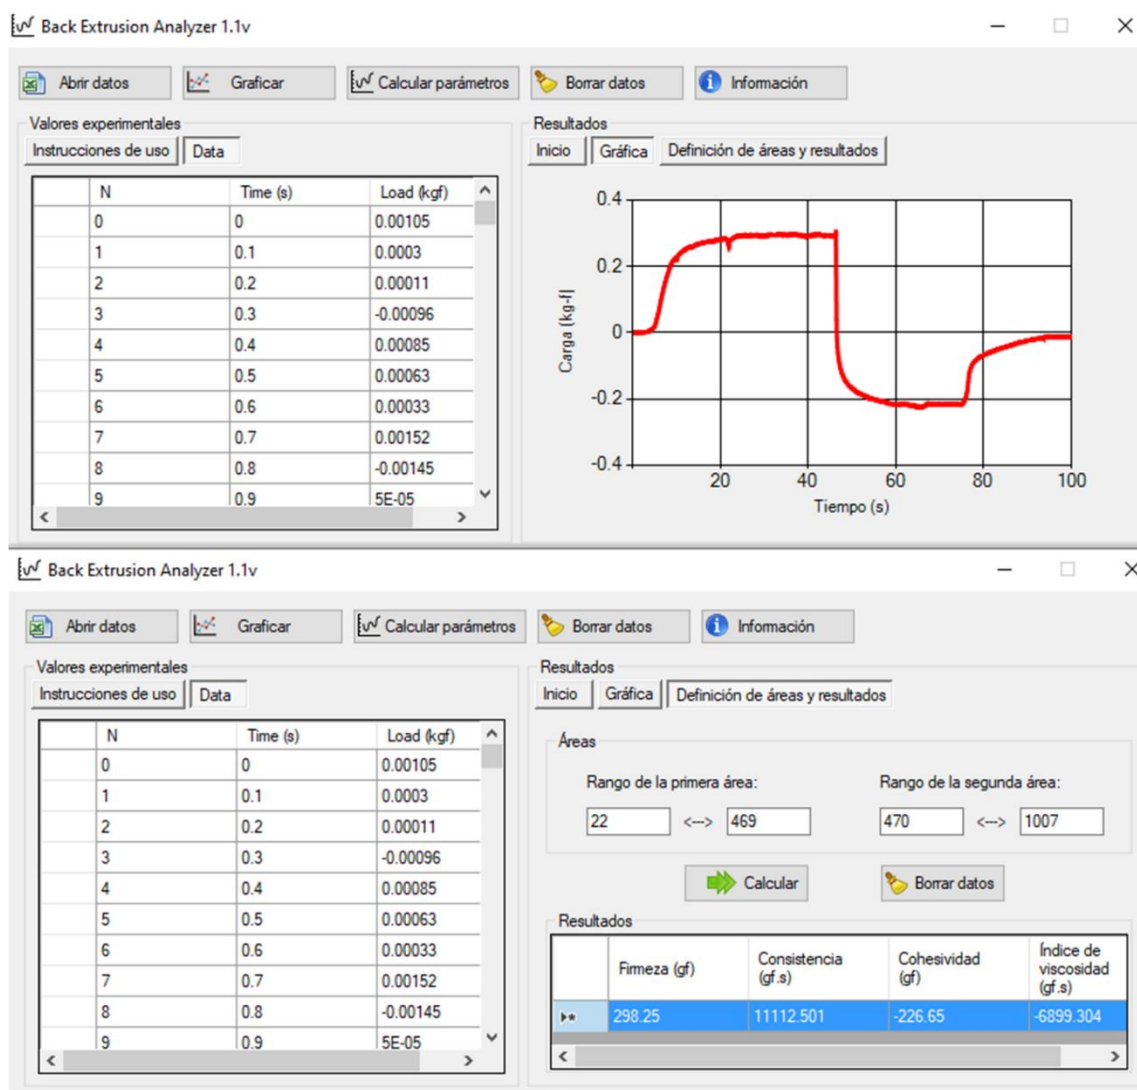 Back Extrusion Analyzer 1.1v
Abrir datos Graficar Calcular parámetros Borrar datos Información
Valores experimentales
Instrucciones de uso Data
N Time (s) Load (kgf)
0 0 0.00105
1 0.1 0.0003
2 0.2 0.00011
3 0.3 -0.00096
4 0.4 0.00085
5 0.5 0.00063
6 0.6 0.00033
7 0.7 0.00152
8 0.8 -0.00145
9 0.9 5E-05
Resultados
Inicio Gráfica Definición de áreas y resultados
0.4
0.2
0
-0.2
-0.4
Carga (kg-f)
20 40 60 80 100
Tiempo (s)
Back Extrusion Analyzer 1.1v
Abrir datos Graficar Calcular parámetros Borrar datos Información
Valores experimentales
Instrucciones de uso Data
N Time (s) Load (kgf)
0 0 0.00105
1 0.1 0.0003
2 0.2 0.00011
3 0.3 -0.00096
4 0.4 0.00085
5 0.5 0.00063
6 0.6 0.00033
7 0.7 0.00152
8 0.8 -0.00145
9 0.9 5E-05
Resultados
Inicio Gráfica Definición de áreas y resultados
Áreas
Rango de la primera área: Rango de la segunda área:
22 <--> 469 470 <--> 1007
Calcular Borrar datos
Resultados
Firmeza (gf) Consistencia (gf.s) Cohesividad (gf) Índice de viscosidad (gf.s)
298.25 11112.501 -226.65 -6899.304